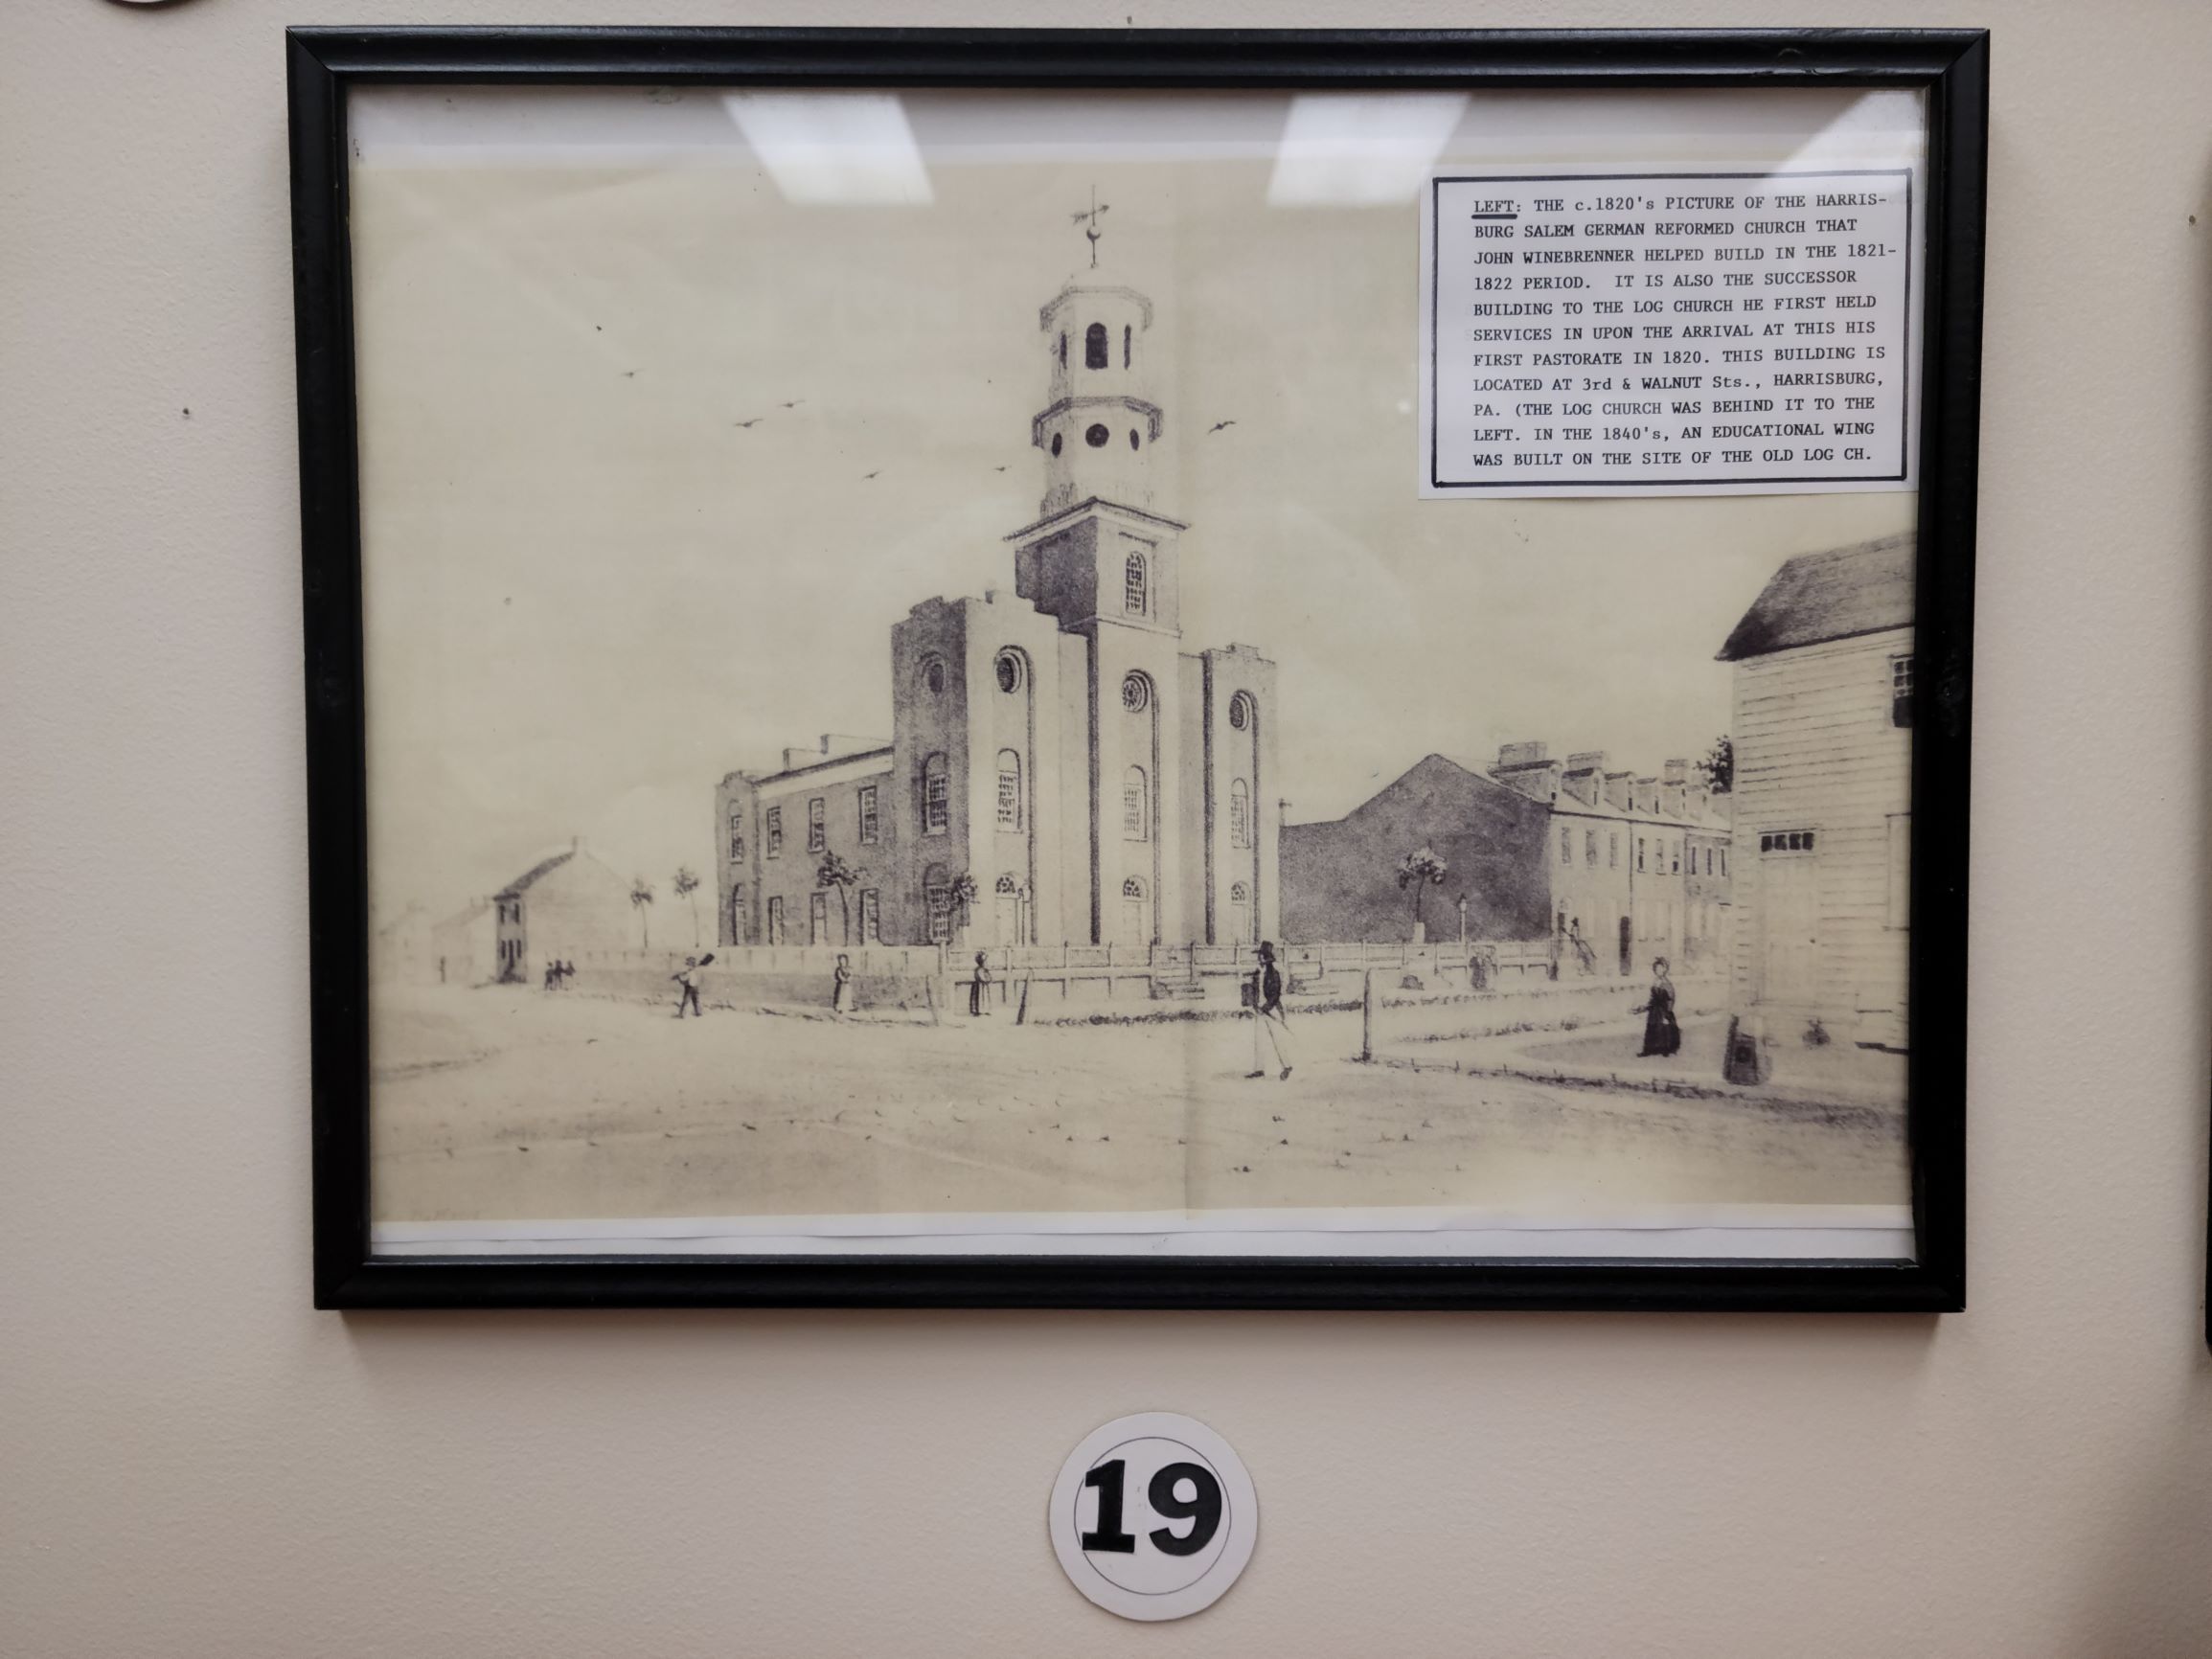 LEFT: THE c.1820's PICTURE OF THE HARRIS-
BURG SALEM GERMAN REFORMED CHURCH THAT
JOHN WINEBRENNER HELPED BUILD IN THE 1821-
1822 PERIOD. IT IS ALSO THE SUCCESSOR
BUILDING TO THE LOG CHURCH HE FIRST HELD
SERVICES IN UPON THE ARRIVAL AT THIS HIS
FIRST PASTORATE IN 1820. THIS BUILDING IS
LOCATED AT 3rd & WALNUT Sts., HARRISBURG,
PA. (THE LOG CHURCH WAS BEHIND IT TO THE
LEFT. IN THE 1840's, AN EDUCATIONAL WING
WAS BUILT ON THE SITE OF THE OLD LOG CH.
19